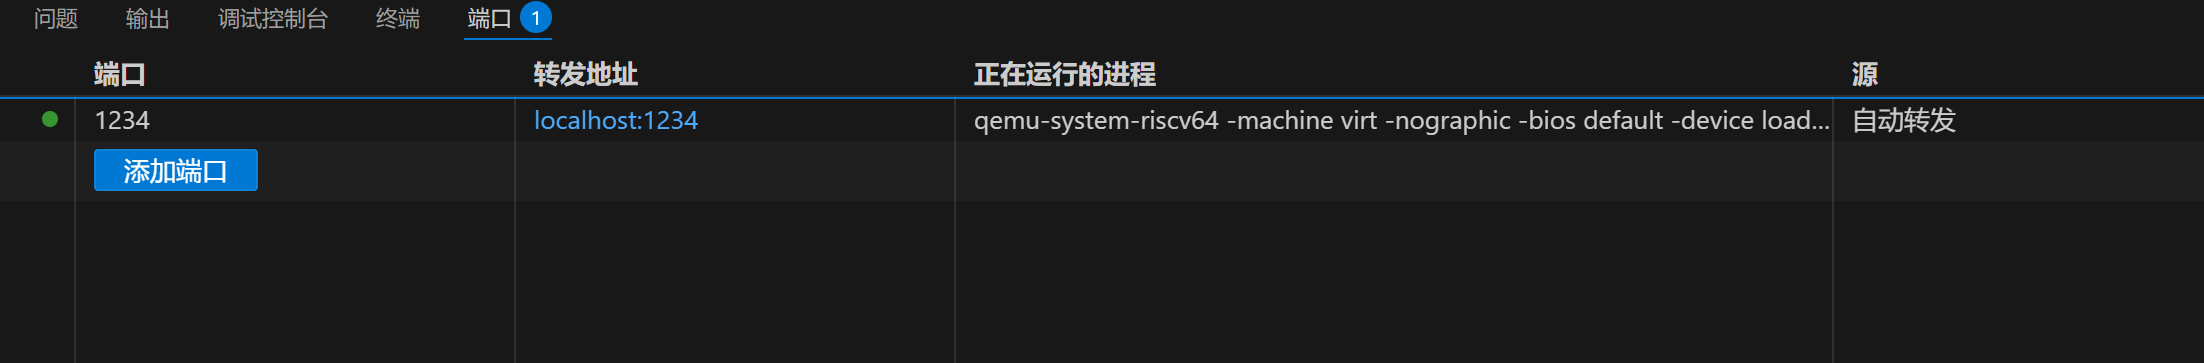 问题 输出 调试控制台 终端 端口 1
端口 转发地址 正在运行的进程 源
1234 localhost:1234 qemu-system-riscv64 -machine virt -nographic -bios default -device load... 自动转发
添加端口